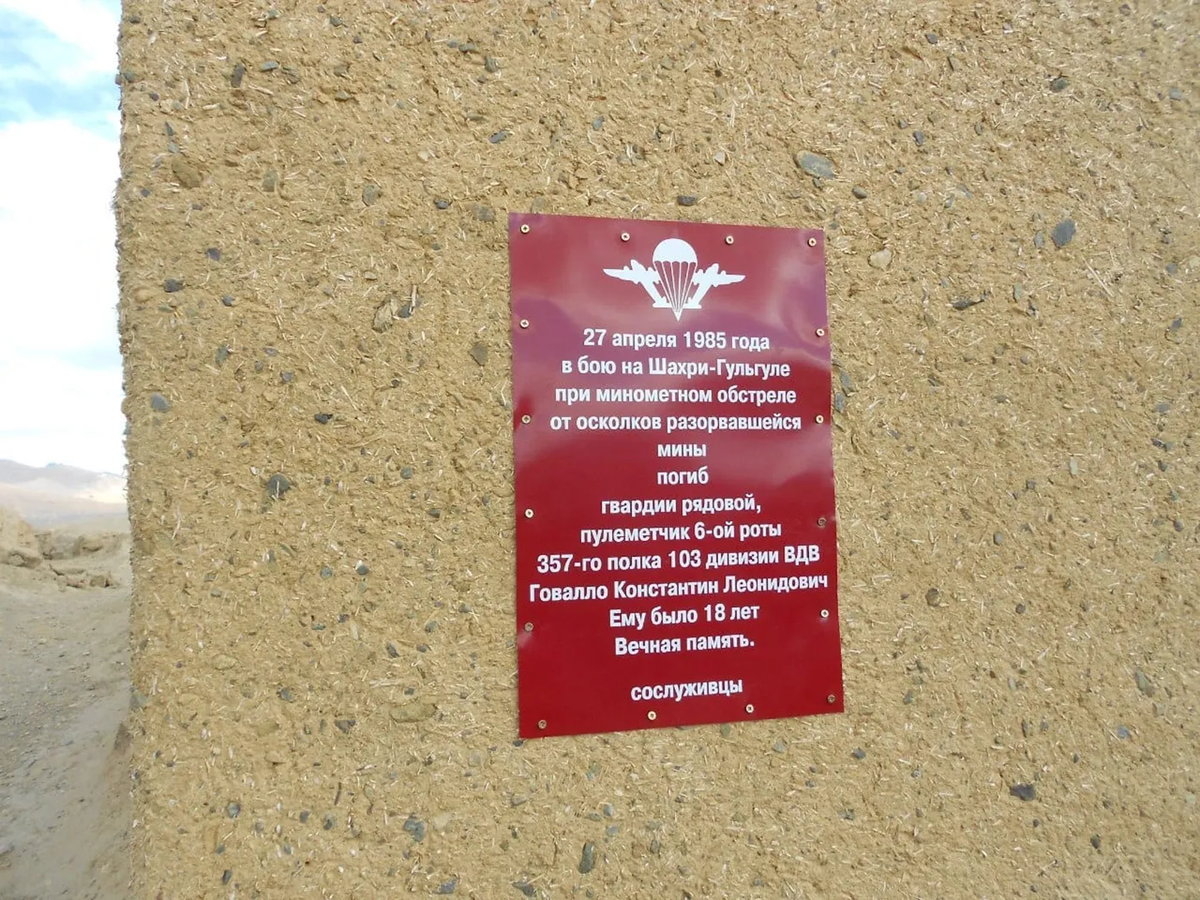 27 апреля 1985 года
в бою на Шахри-Гульгуле
при минометном обстреле
от осколков разорвавшейся
мины
погиб
гвардии рядовой,
пулеметчик 6-ой роты
357-го полка 103 дивизии ВДВ
Говалло Константин Леонидович
Ему было 18 лет
Вечная память.
сослуживцы